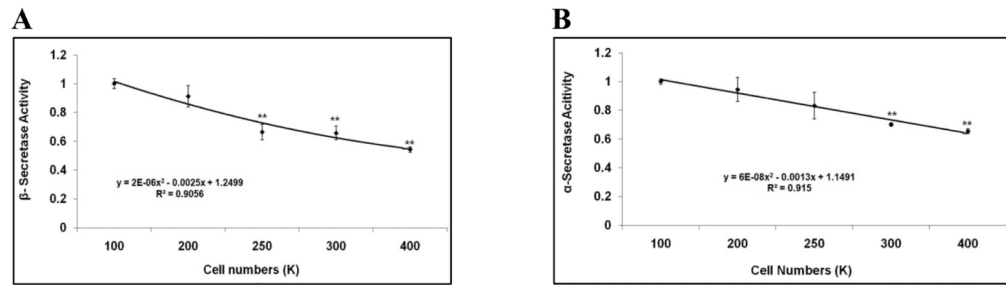 A
1.2
1
0.8
0.6
0.4
0.2
0
β- Secretase Activity
** ** **
y = 2E-06x² - 0.0025x + 1.2499
R² = 0.9056
100 200 250 300 400
Cell numbers (K)
B
1.2
1
0.8
0.6
0.4
0.2
0
α-Secretase Acitivity
** **
y = 6E-08x² - 0.0013x + 1.1491
R² = 0.915
100 200 250 300 400
Cell Numbers (K)